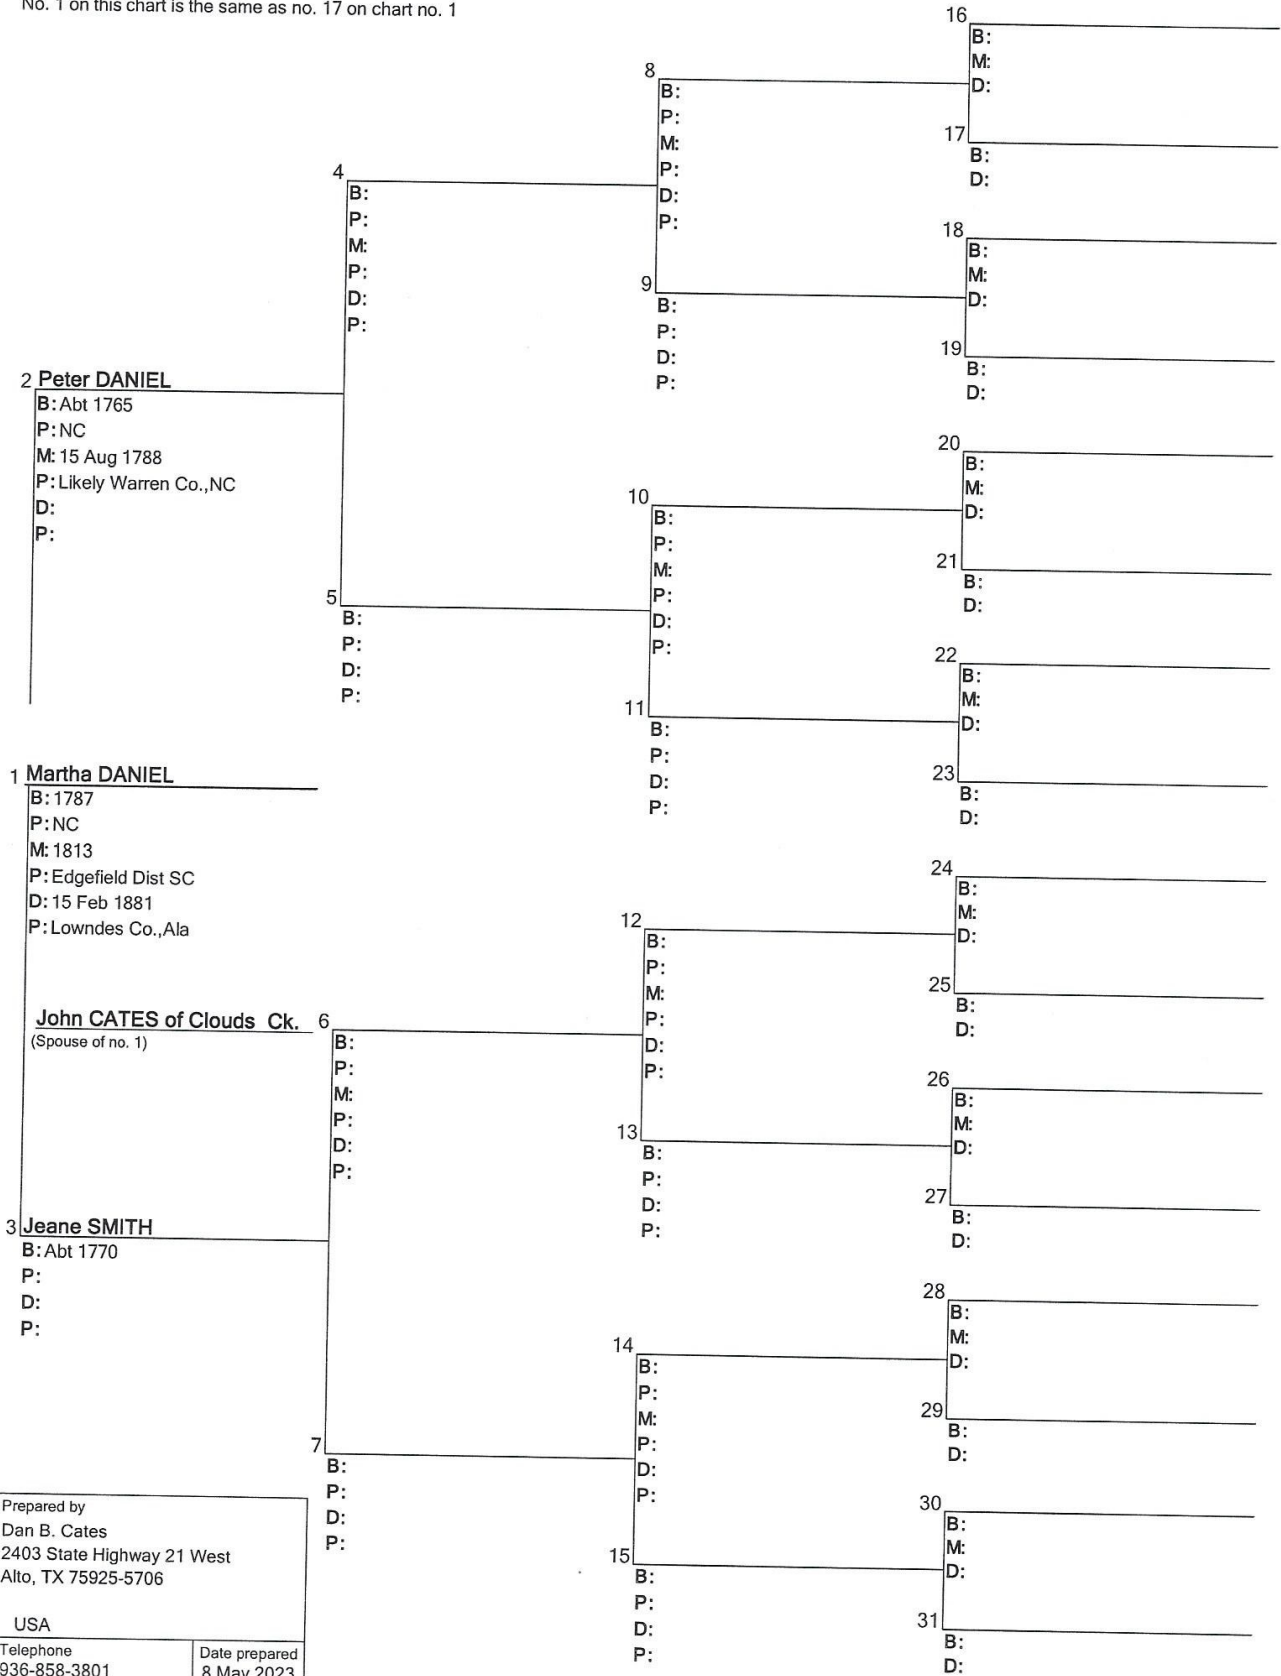 No. 1 on this chart is the same as no. 17 on chart no. 1
2 Peter DANIEL
B: Abt 1765
P: NC
M: 15 Aug 1788
P: Likely Warren Co.,NC
D:
P:
1 Martha DANIEL
B: 1787
P: NC
M: 1813
P: Edgefield Dist SC
D: 15 Feb 1881
P: Lowndes Co.,Ala
John CATES of Clouds Ck.
(Spouse of no. 1)
3 Jeane SMITH
B: Abt 1770
P:
D:
P:
4
B:
P:
M:
P:
D:
P:
5
B:
P:
D:
P:
6
B:
P:
M:
P:
D:
P:
7
B:
P:
D:
P:
8
B:
P:
M:
P:
D:
P:
9
B:
P:
D:
P:
10
B:
P:
M:
P:
D:
P:
11
B:
P:
D:
P:
12
B:
P:
M:
P:
D:
P:
13
B:
P:
D:
P:
14
B:
P:
M:
P:
D:
P:
15
B:
P:
D:
P:
16
B:
M:
D:
17
B:
D:
18
B:
M:
D:
19
B:
D:
20
B:
M:
D:
21
B:
D:
22
B:
M:
D:
23
B:
D:
24
B:
M:
D:
25
B:
D:
26
B:
M:
D:
27
B:
D:
28
B:
M:
D:
29
B:
D:
30
B:
M:
D:
31
B:
D:
Prepared by
Dan B. Cates
2403 State Highway 21 West
Alto, TX 75925-5706
USA
Telephone
936-858-3801
Date prepared
8 May 2023